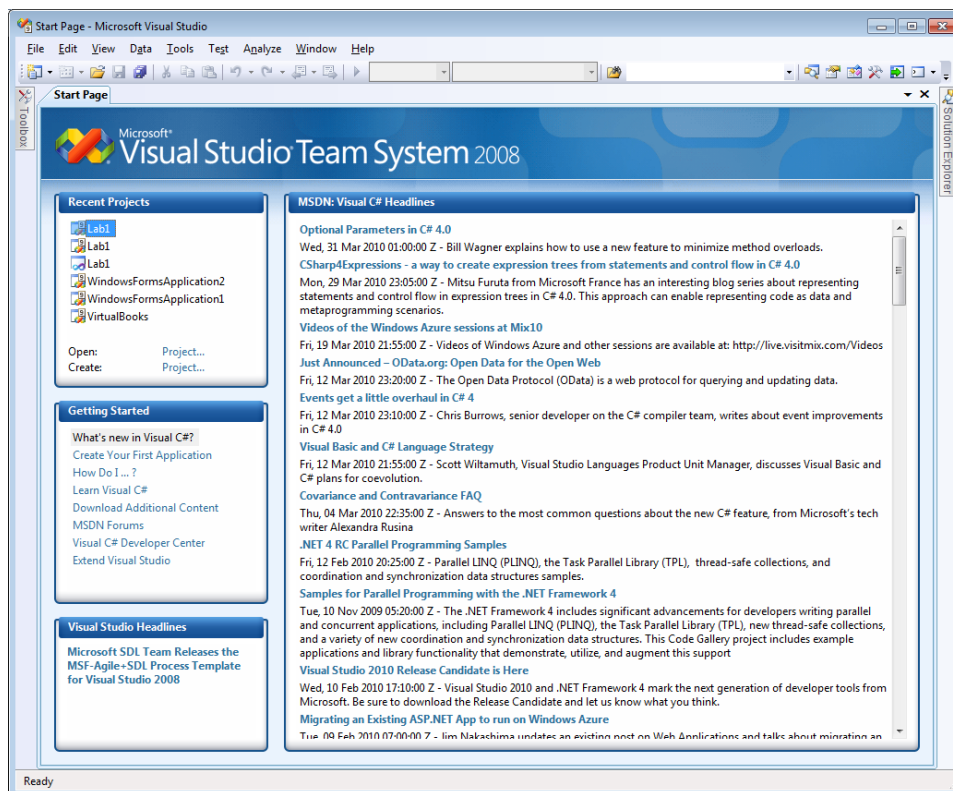 Start Page - Microsoft Visual Studio
File Edit View Data Tools Test Analyze Window Help
Toolbox
Start Page
Solution Explorer
Microsoft®
Visual Studio® Team System 2008
Recent Projects
Lab1
Lab1
Lab1
WindowsFormsApplication2
WindowsFormsApplication1
VirtualBooks
Open: Project...
Create: Project...
Getting Started
What's new in Visual C#?
Create Your First Application
How Do I ... ?
Learn Visual C#
Download Additional Content
MSDN Forums
Visual C# Developer Center
Extend Visual Studio
Visual Studio Headlines
Microsoft SDL Team Releases the
MSF-Agile+SDL Process Template
for Visual Studio 2008
MSDN: Visual C# Headlines
Optional Parameters in C# 4.0
Wed, 31 Mar 2010 01:00:00 Z - Bill Wagner explains how to use a new feature to minimize method overloads.
CSharp4Expressions - a way to create expression trees from statements and control flow in C# 4.0
Mon, 29 Mar 2010 23:05:00 Z - Mitsu Furuta from Microsoft France has an interesting blog series about representing
statements and control flow in expression trees in C# 4.0. This approach can enable representing code as data and
metaprogramming scenarios.
Videos of the Windows Azure sessions at Mix10
Fri, 19 Mar 2010 21:55:00 Z - Videos of Windows Azure and other sessions are available at: http://live.visitmix.com/Videos
Just Announced – OData.org: Open Data for the Open Web
Fri, 12 Mar 2010 23:20:00 Z - The Open Data Protocol (OData) is a web protocol for querying and updating data.
Events get a little overhaul in C# 4
Fri, 12 Mar 2010 23:10:00 Z - Chris Burrows, senior developer on the C# compiler team, writes about event improvements
in C# 4.0
Visual Basic and C# Language Strategy
Fri, 12 Mar 2010 21:55:00 Z - Scott Wiltamuth, Visual Studio Languages Product Unit Manager, discusses Visual Basic and
C# plans for coevolution.
Covariance and Contravariance FAQ
Thu, 04 Mar 2010 22:35:00 Z - Answers to the most common questions about the new C# feature, from Microsoft's tech
writer Alexandra Rusina
.NET 4 RC Parallel Programming Samples
Fri, 12 Feb 2010 20:25:00 Z - Parallel LINQ (PLINQ), the Task Parallel Library (TPL), thread-safe collections, and
coordination and synchronization data structures samples.
Samples for Parallel Programming with the .NET Framework 4
Tue, 10 Nov 2009 05:20:00 Z - The .NET Framework 4 includes significant advancements for developers writing parallel
and concurrent applications, including Parallel LINQ (PLINQ), the Task Parallel Library (TPL), new thread-safe collections,
and a variety of new coordination and synchronization data structures. This Code Gallery project includes example
applications and library functionality that demonstrate, utilize, and augment this support
Visual Studio 2010 Release Candidate is Here
Wed, 10 Feb 2010 17:10:00 Z - Visual Studio 2010 and .NET Framework 4 mark the next generation of developer tools from
Microsoft. Be sure to download the Release Candidate and let us know what you think.
Migrating an Existing ASP.NET App to run on Windows Azure
Tue, 09 Feb 2010 07:00:00 Z - Jim Nakashima updates an existing post on Web Applications and talks about migrating an
Ready